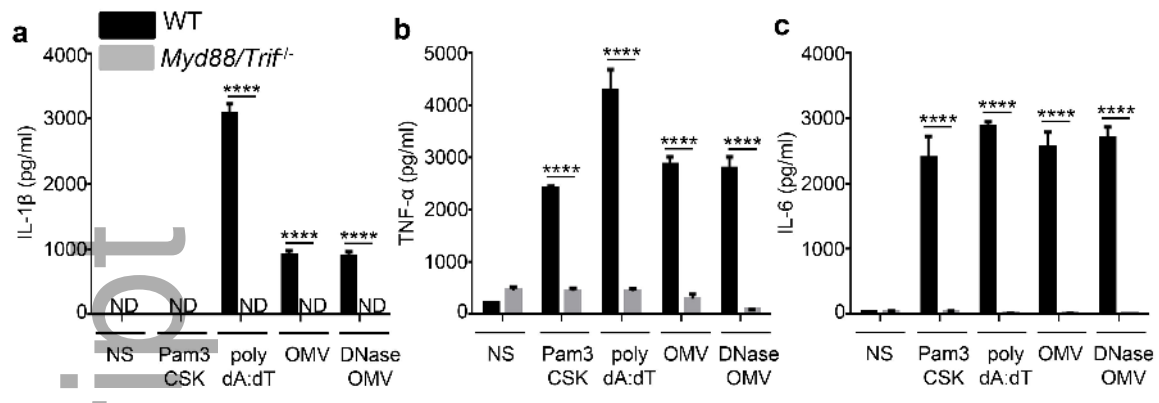 WT
Myd88/Trif-/-
a
4000
3000
2000
1000
0
IL-1β (pg/ml)
ND
ND
****
ND
****
ND
****
ND
NS
Pam3
CSK
poly
dA:dT
OMV
DNase
OMV
b
5000
4000
3000
2000
1000
0
TNF-α (pg/ml)
****
****
****
****
NS
Pam3
CSK
poly
dA:dT
OMV
DNase
OMV
c
4000
3000
2000
1000
0
IL-6 (pg/ml)
****
****
****
****
NS
Pam3
CSK
poly
dA:dT
OMV
DNase
OMV